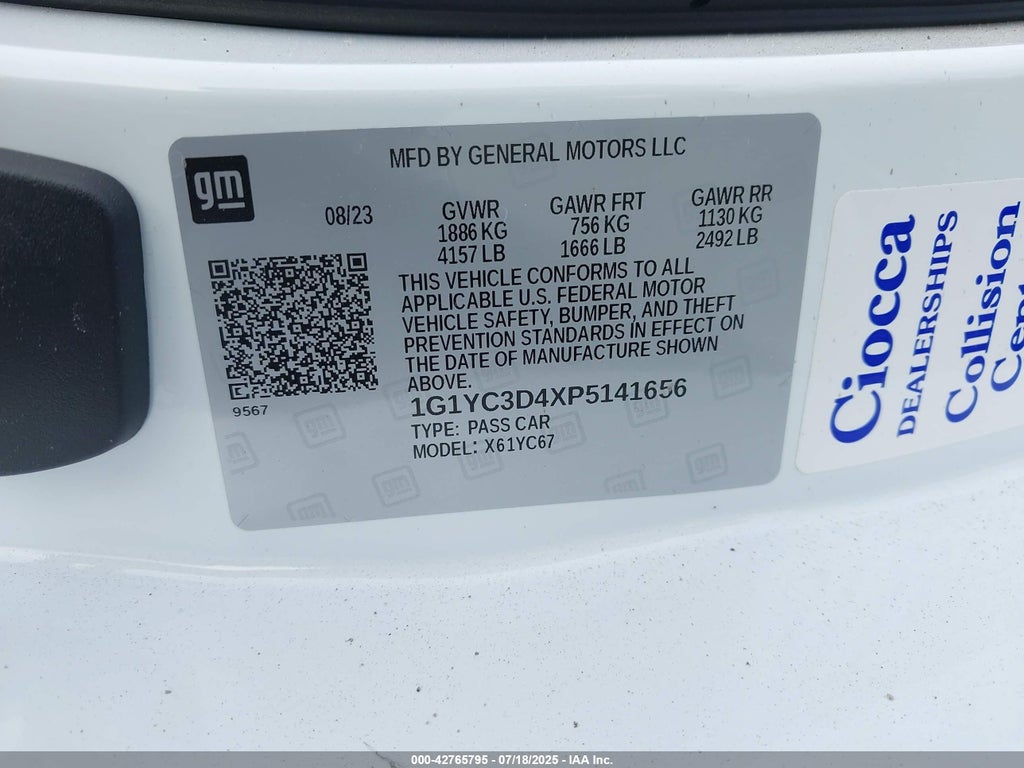 MFD BY GENERAL MOTORS LLC
gm
08/23
GVWR
1886 KG
4157 LB
GAWR FRT
756 KG
1666 LB
GAWR RR
1130 KG
2492 LB
THIS VEHICLE CONFORMS TO ALL
APPLICABLE U.S. FEDERAL MOTOR
VEHICLE SAFETY, BUMPER, AND THEFT
PREVENTION STANDARDS IN EFFECT ON
THE DATE OF MANUFACTURE SHOWN
ABOVE.
9567
1G1YC3D4XP5141656
TYPE: PASS CAR
MODEL: X61YC67
Ciocca
DEALERSHIPS
Collision
000-42765795 - 07/18/2025 - IAA Inc.